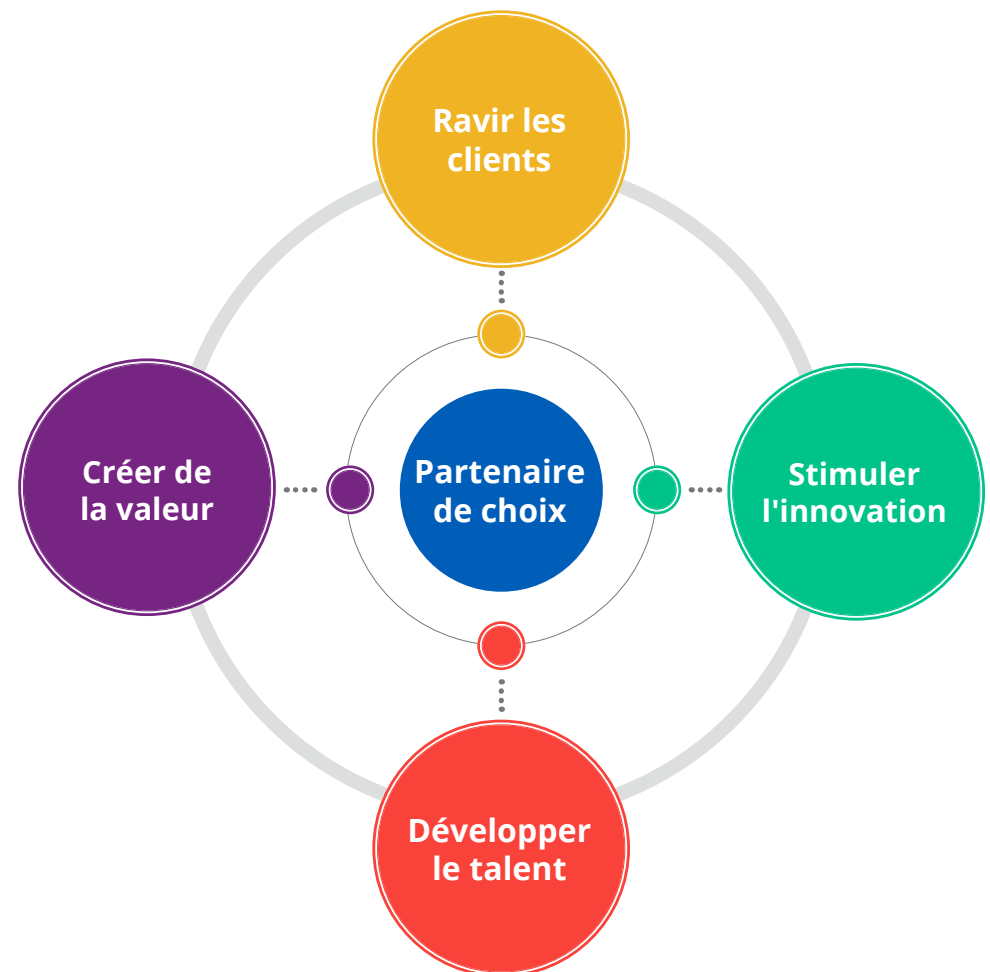 Ravir les
clients
Créer de
la valeur
Partenaire
de choix
Stimuler
l'innovation
Développer
le talent